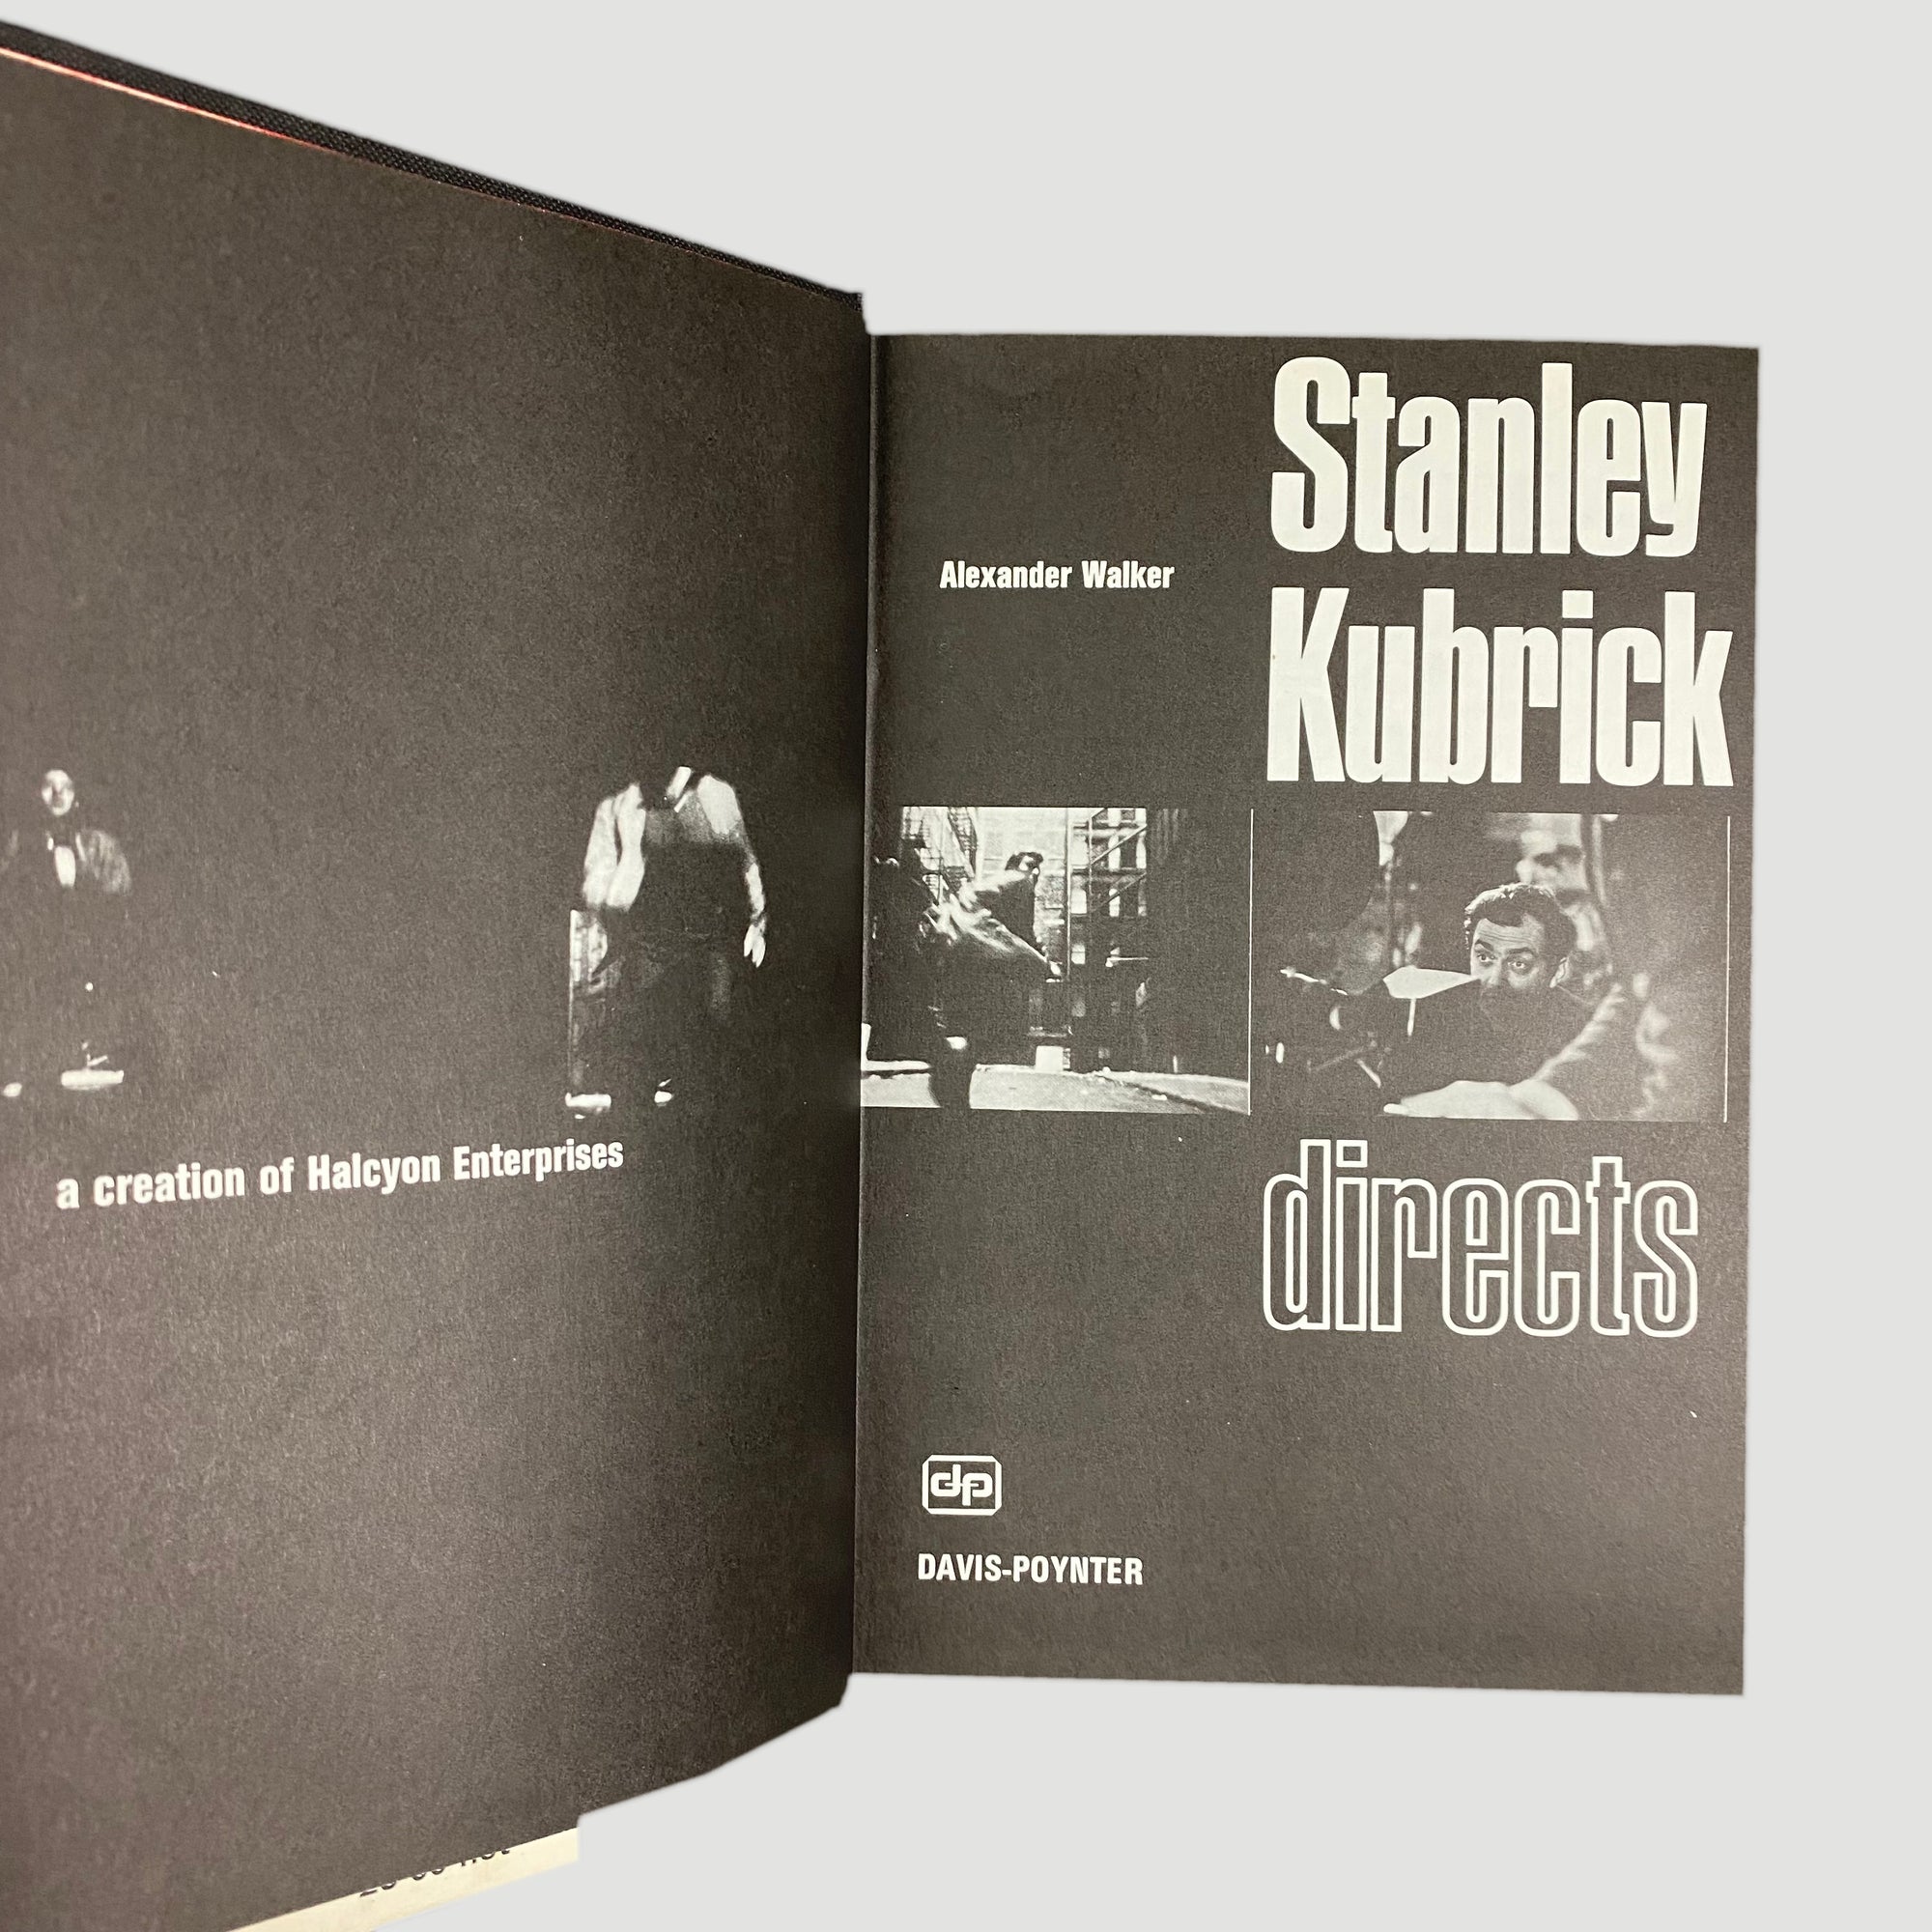 a creation of Halcyon Enterprises
Stanley
Alexander Walker
Kubrick
directs
dp
DAVIS-POYNTER